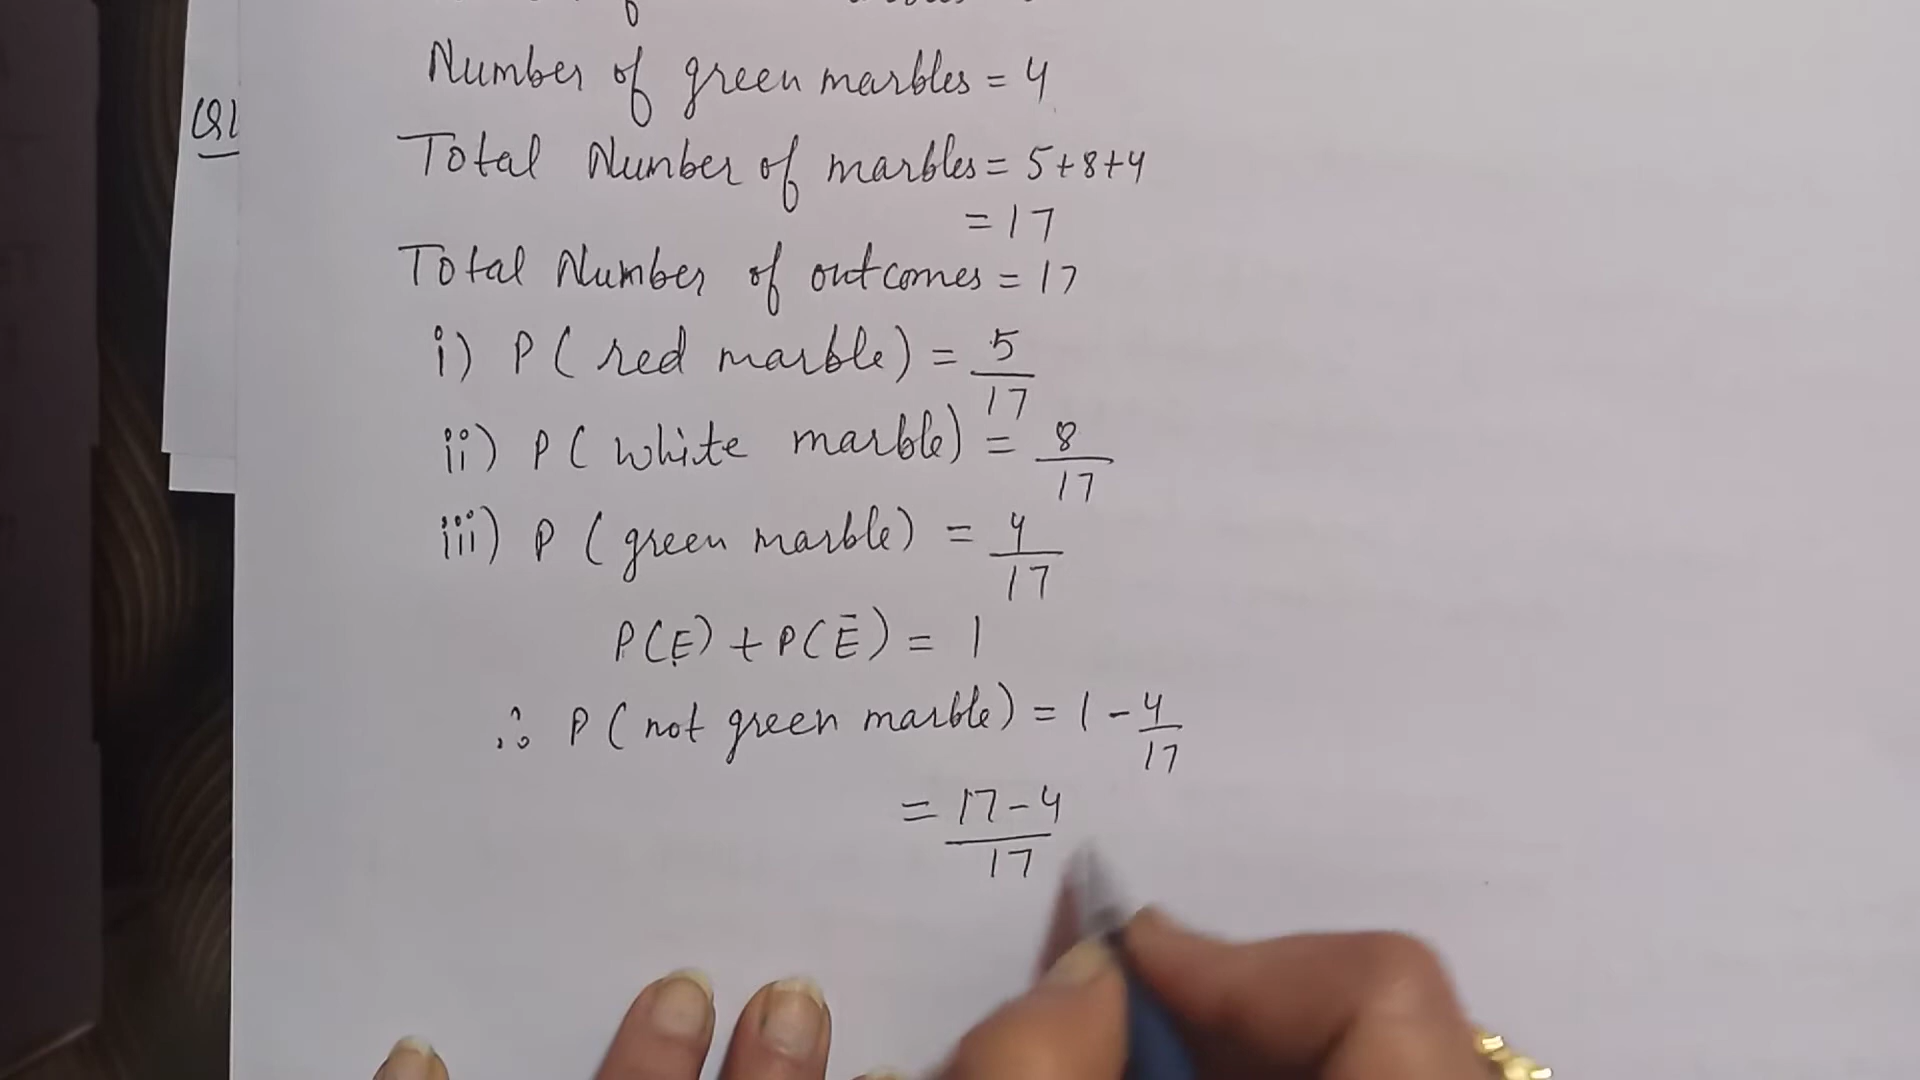 Q1
Number of green marbles = 4
Total Number of marbles = 5+8+4
= 17
Total Number of outcomes = 17
i) P( red marble) = 5/17
ii) P( white marble) = 8/17
iii) P (green marble) = 4/17
P(E) + P(Ē) = 1
∴ P( not green marble) = 1 - 4/17
= 17-4/17